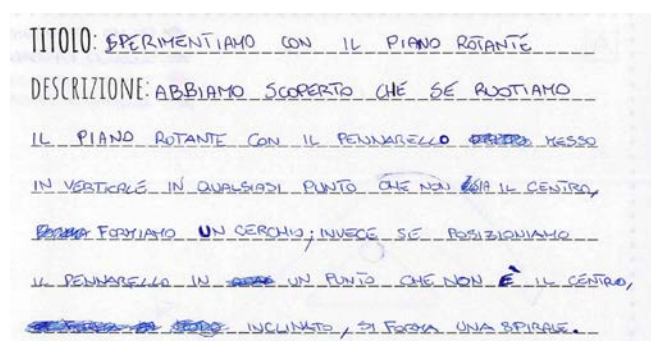 TITOLO: SPERIMENTIAMO CON IL PIANO ROTANTE
DESCRIZIONE: ABBIAMO SCOPERTO CHE SE RUOTIAMO
IL PIANO ROTANTE CON IL PENNARELLO MESSO
IN VERTICALE IN QUALSIASI PUNTO CHE NON SIA IL CENTRO,
FORMIAMO UN CERCHIO; INVECE SE POSIZIONIAMO
IL PENNARELLO IN UN PUNTO CHE NON È IL CENTRO,
INCLINATO, SI FORMA UNA SPIRALE.